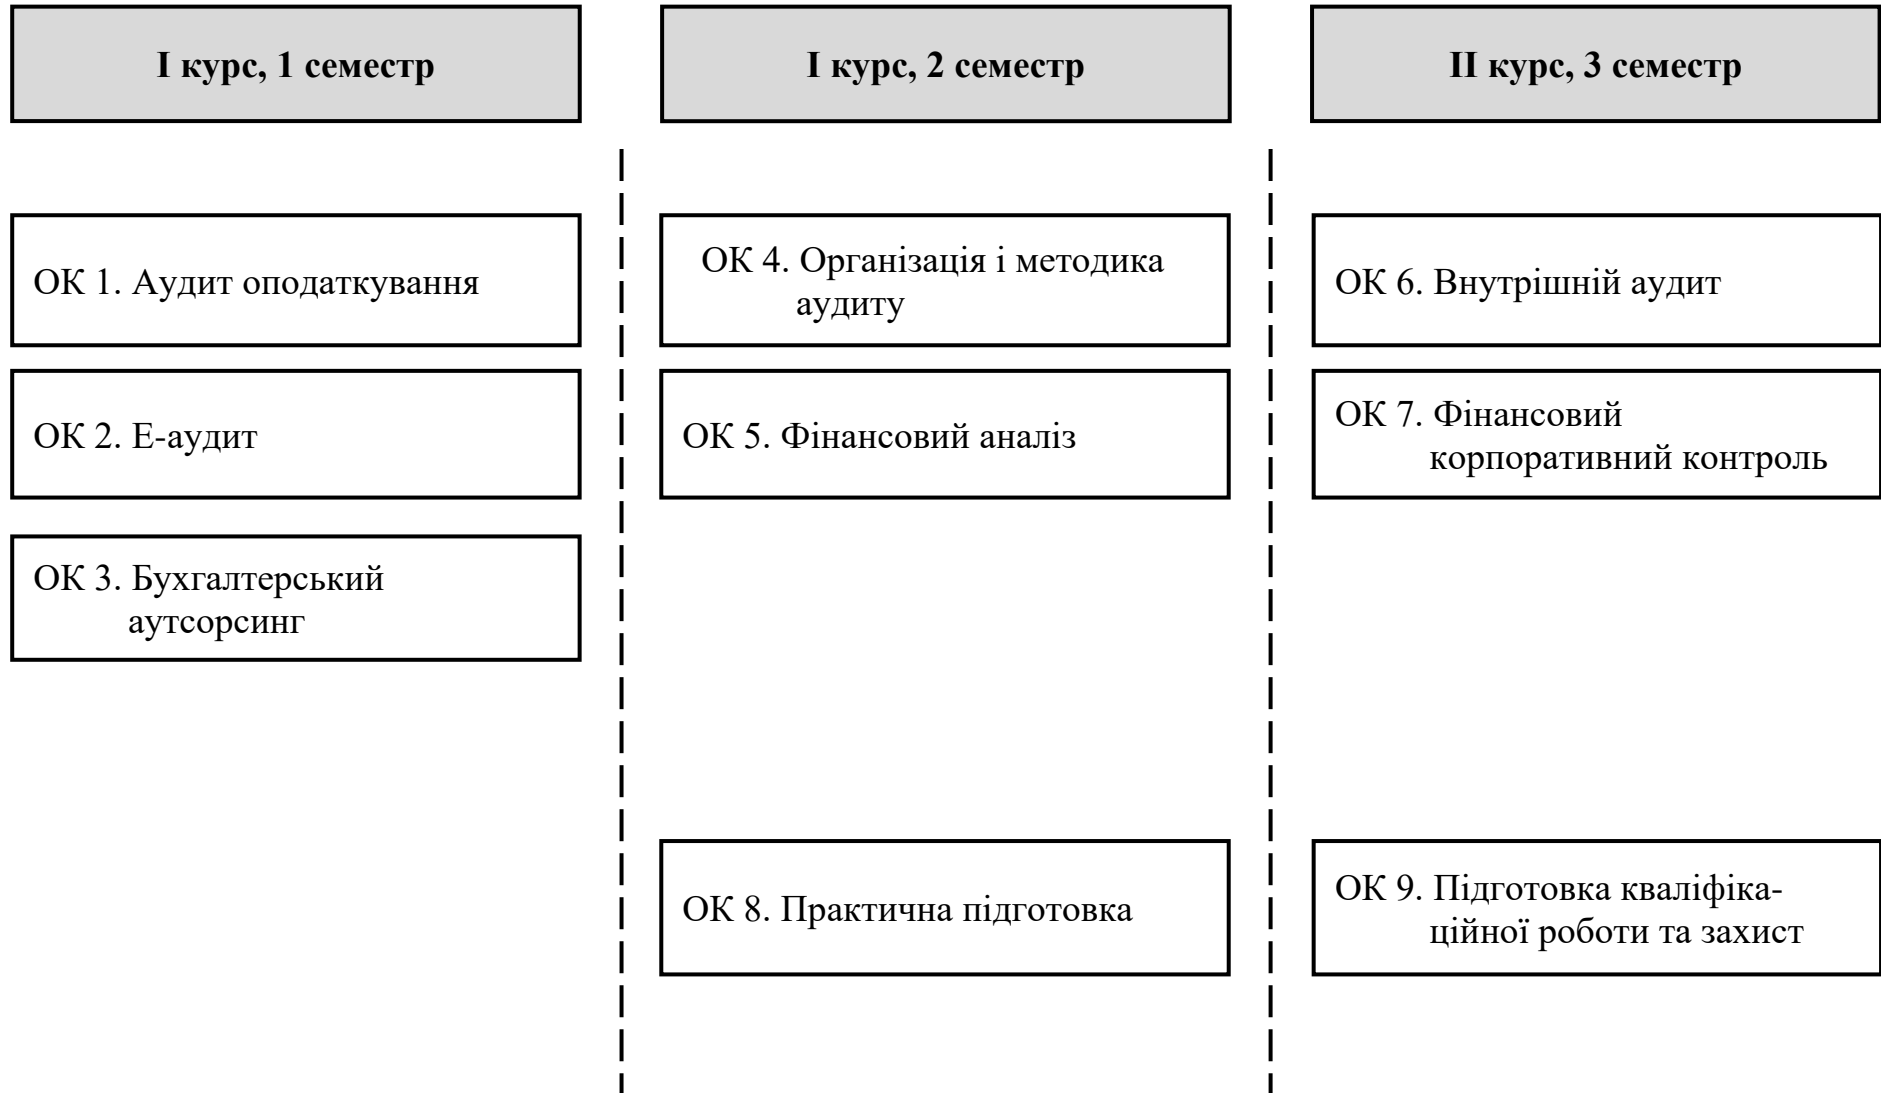 І курс, 1 семестр
І курс, 2 семестр
ІІ курс, 3 семестр
ОК 1. Аудит оподаткування
ОК 4. Організація і методика
аудиту
ОК 6. Внутрішній аудит
ОК 2. Е-аудит
ОК 5. Фінансовий аналіз
ОК 7. Фінансовий
корпоративний контроль
ОК 3. Бухгалтерський
аутсорсинг
ОК 8. Практична підготовка
ОК 9. Підготовка кваліфіка-
ційної роботи та захист